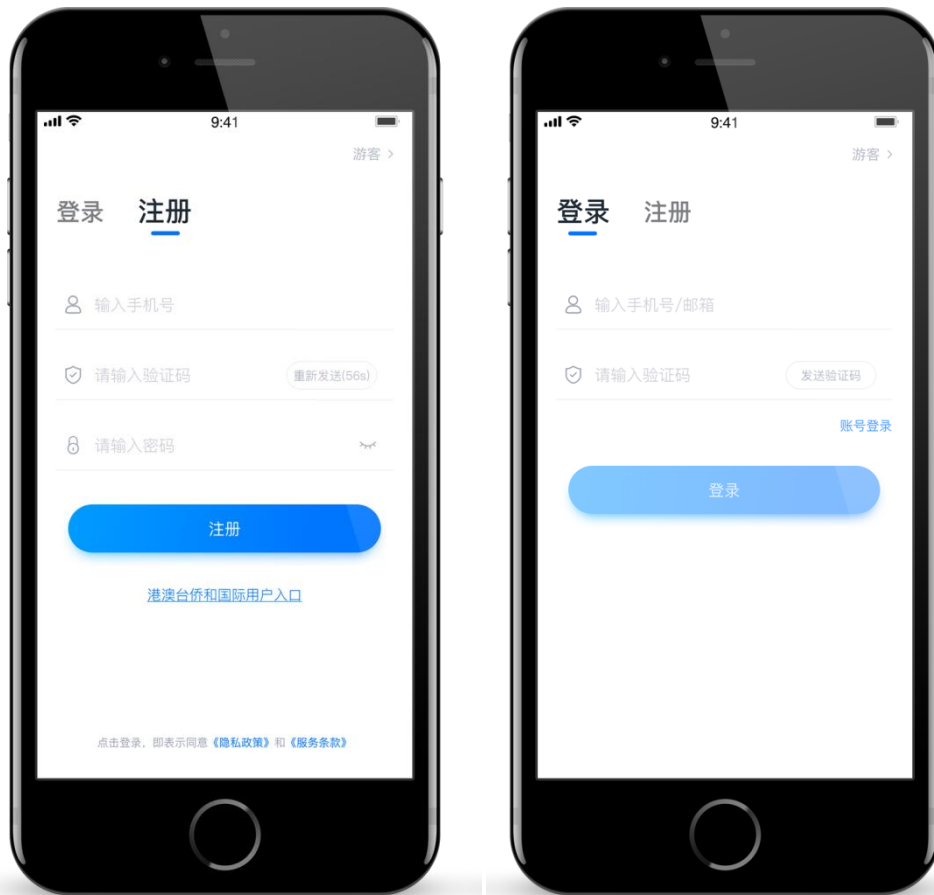 9:41
游客 >
登录 注册
输入手机号
请输入验证码 重新发送(56s)
请输入密码
注册
港澳台侨和国际用户入口
点击登录，即表示同意《隐私政策》和《服务条款》
9:41
游客 >
登录 注册
输入手机号/邮箱
请输入验证码 发送验证码
账号登录
登录